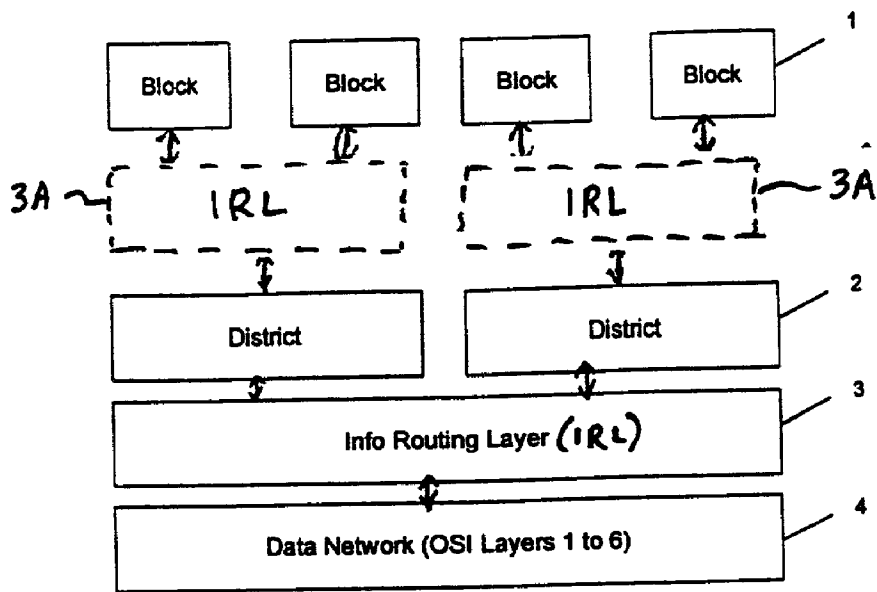 1
Block Block Block Block
3A IRL IRL 3A
2
District District
3
Info Routing Layer (IRL)
4
Data Network (OSI Layers 1 to 6)